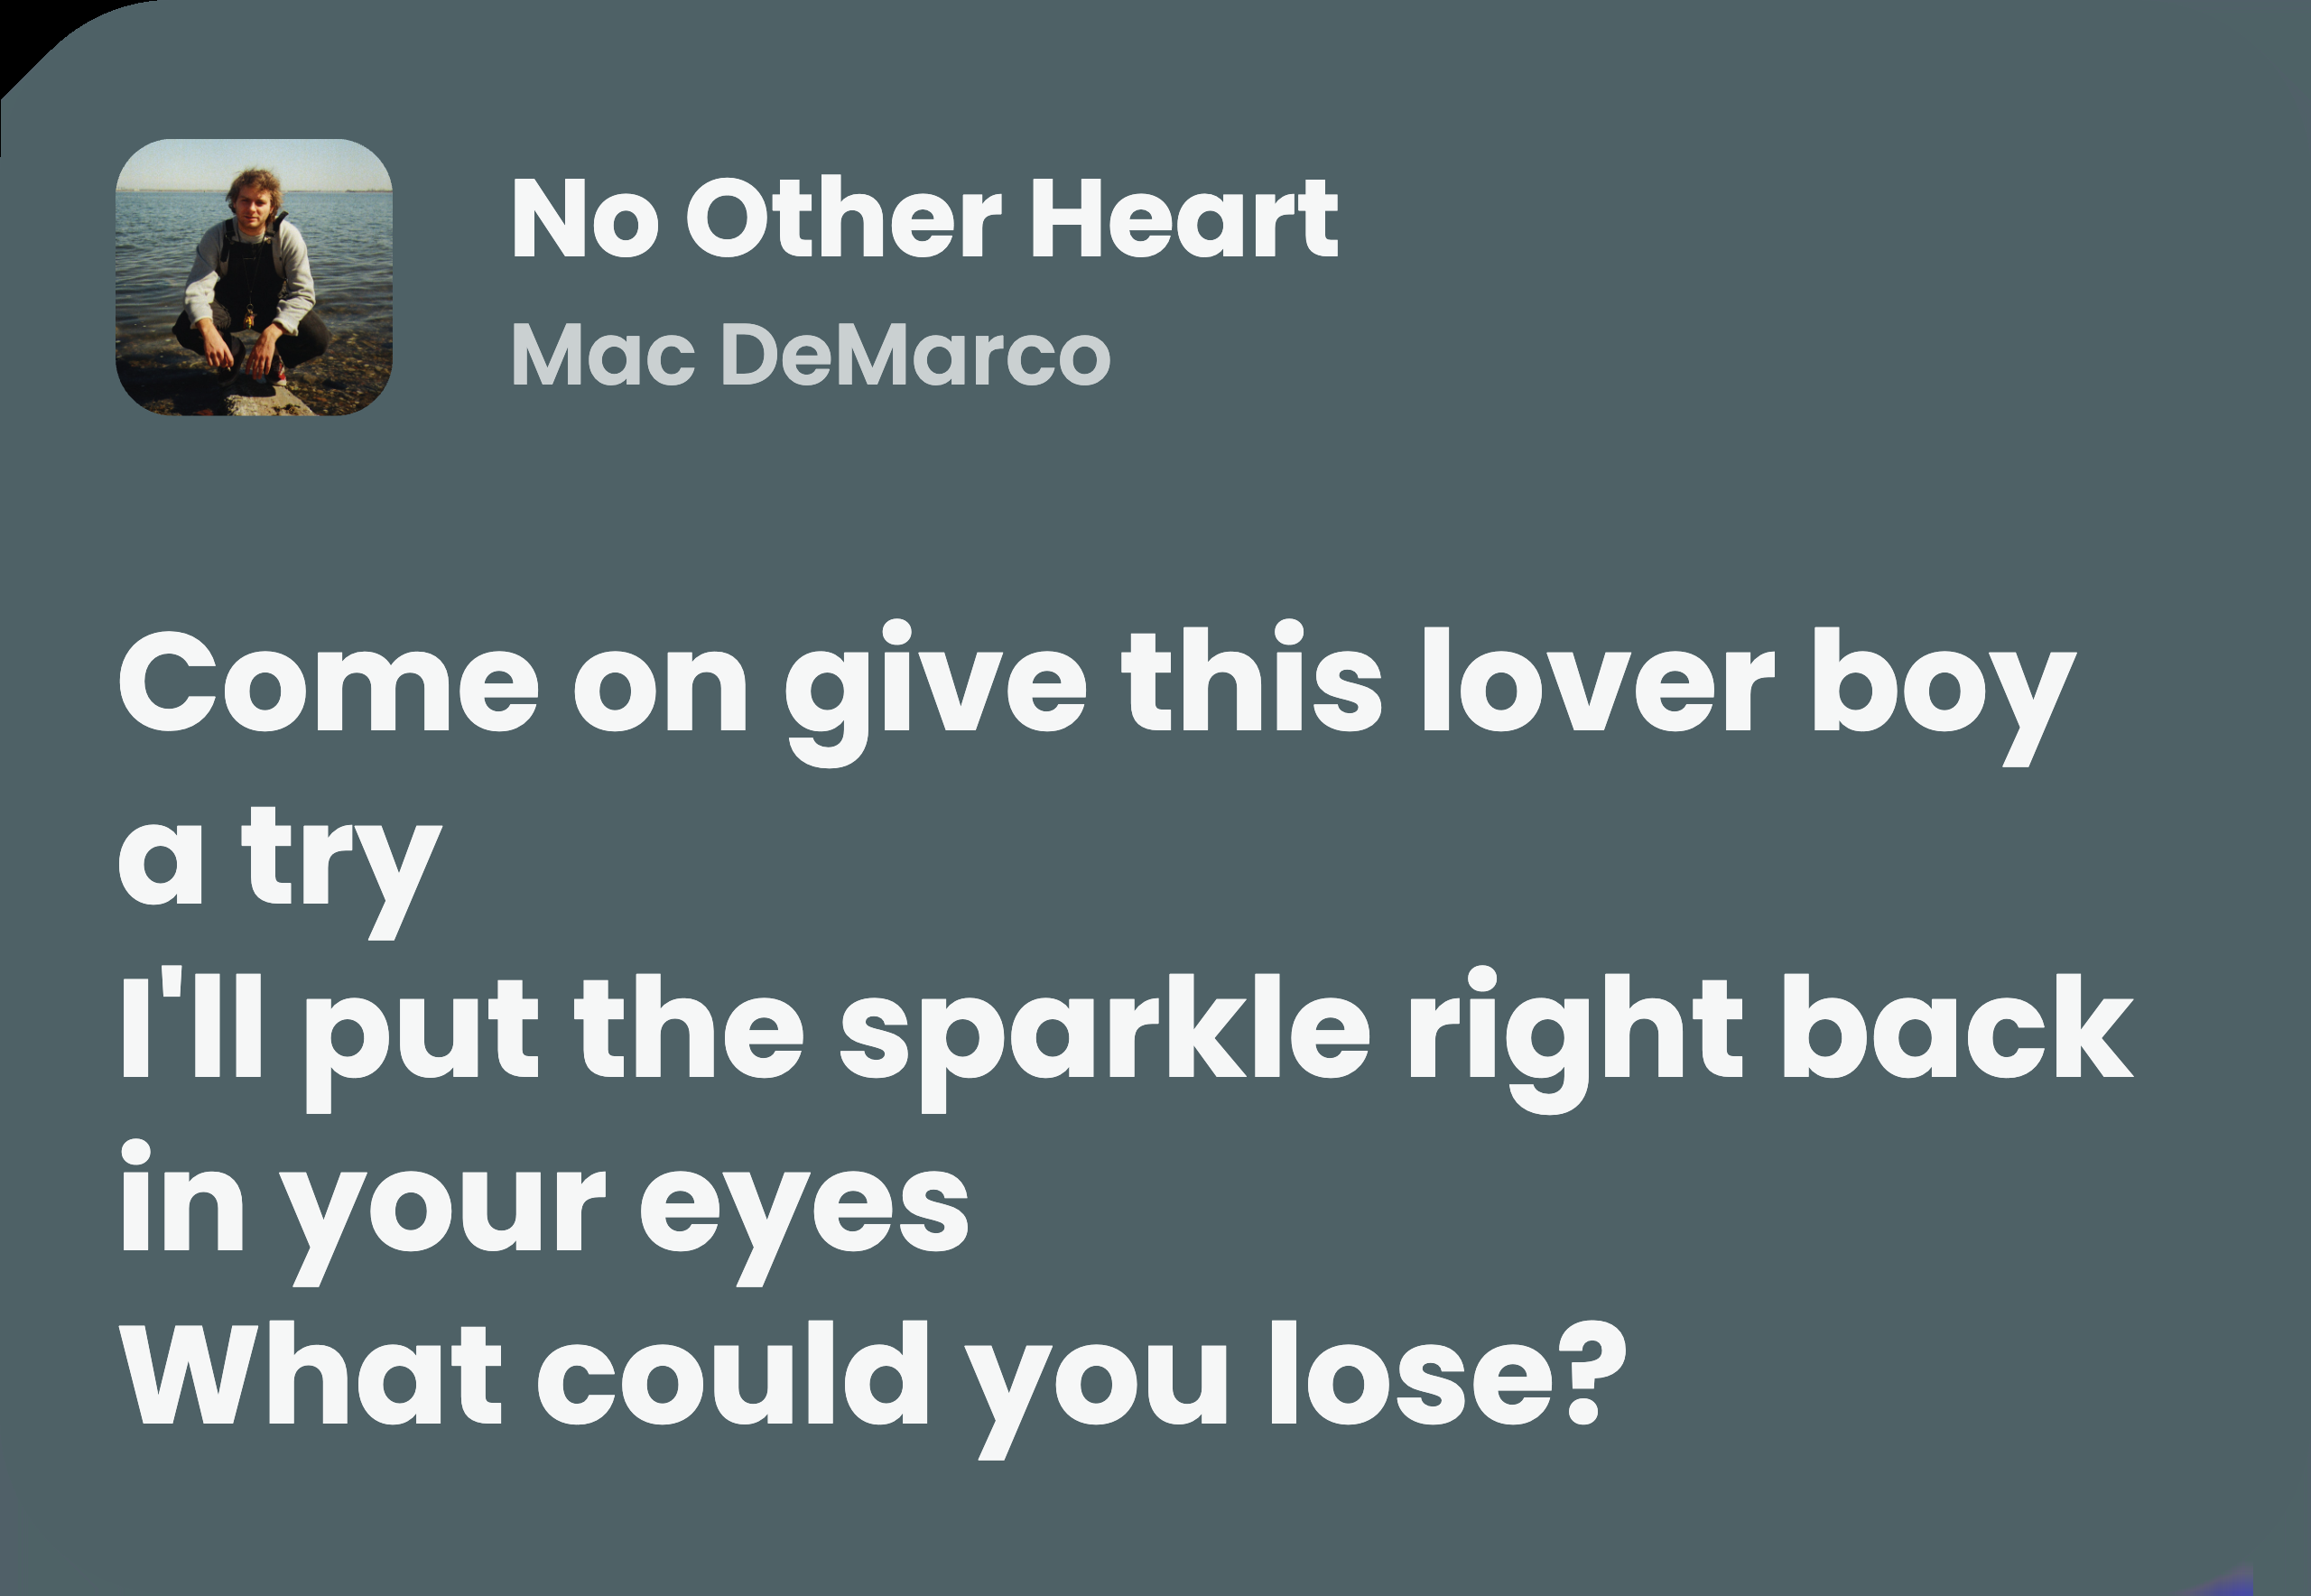 No Other Heart
Mac DeMarco
Come on give this lover boy
a try
I'll put the sparkle right back
in your eyes
What could you lose?